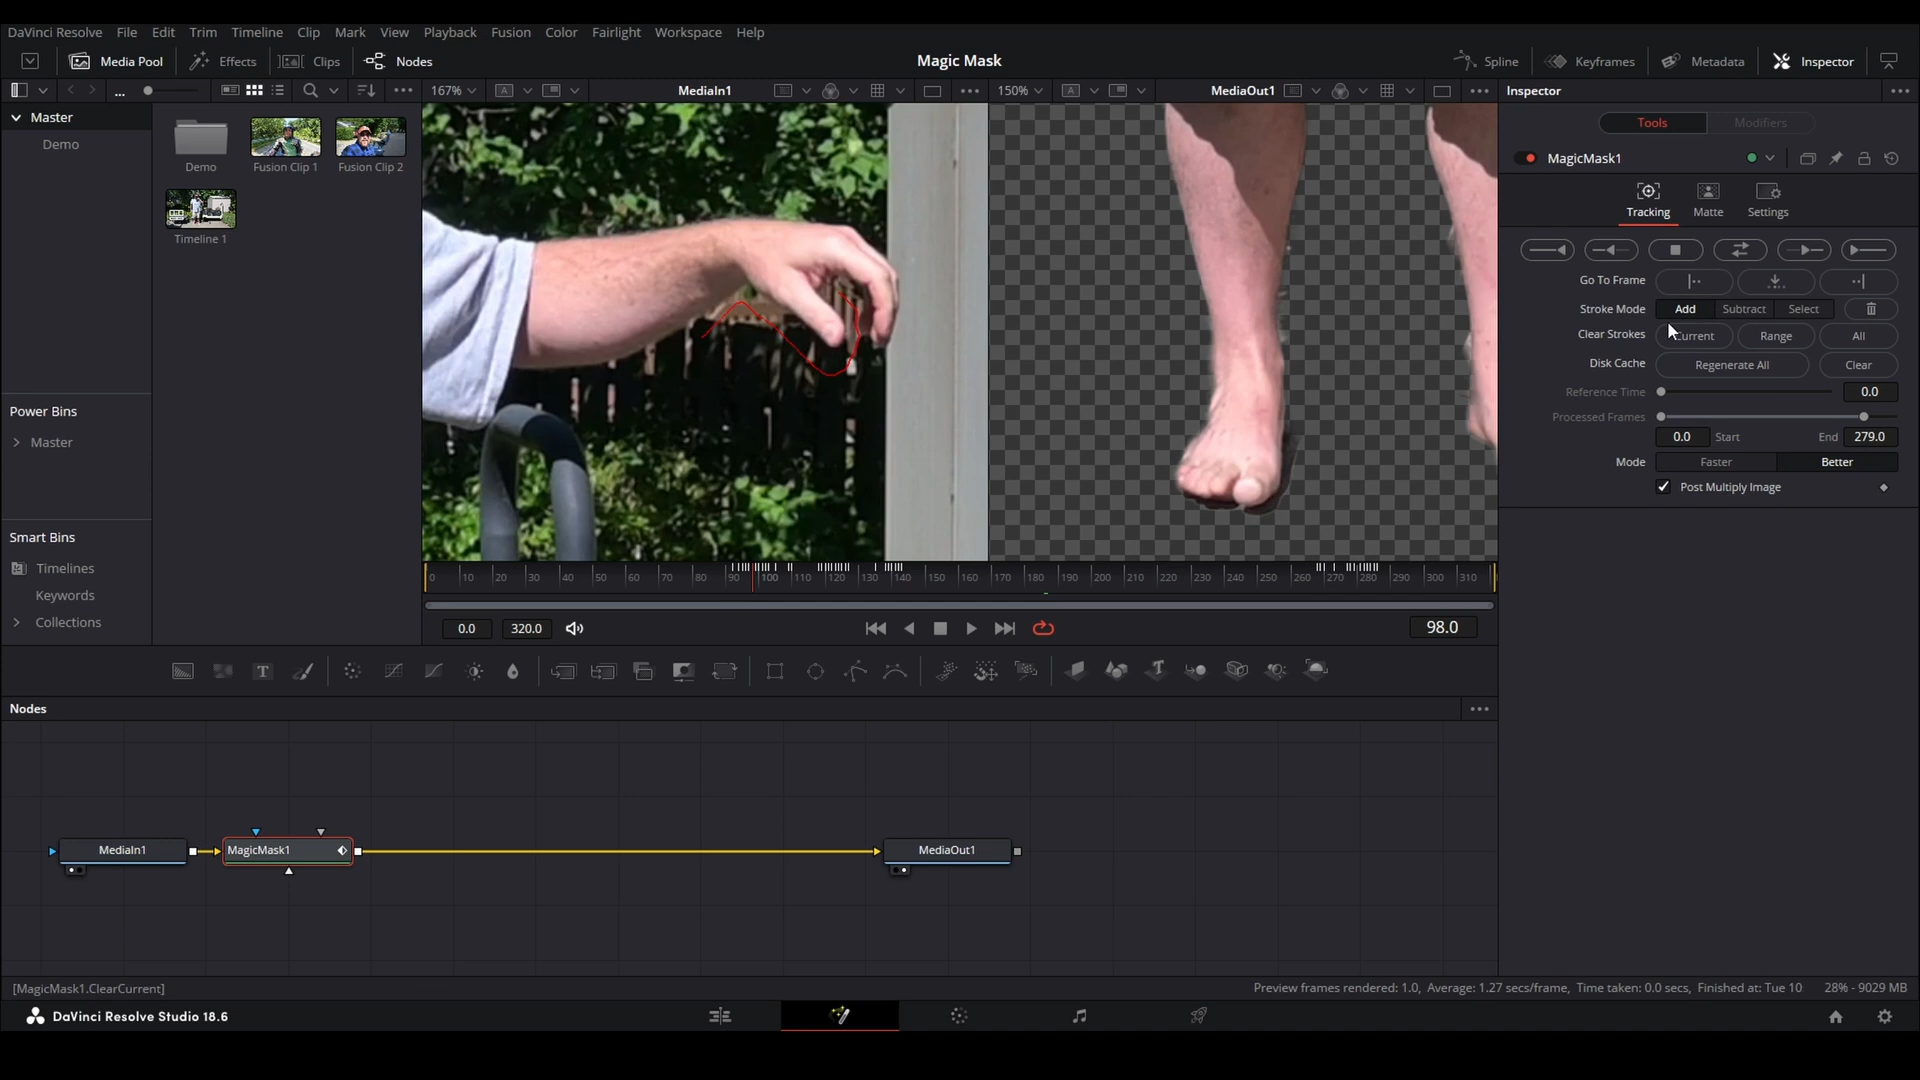 DaVinci Resolve File Edit Trim Timeline Clip Mark View Playback Fusion Color Fairlight Workspace Help
Media Pool Effects Clips Nodes Magic Mask Spline Keyframes Metadata Inspector
... 167% A MediaIn1 150% A MediaOut1 Inspector
Master
Demo
Demo Fusion Clip 1 Fusion Clip 2
Timeline 1
Power Bins
Master
Smart Bins
Timelines
Keywords
Collections
Tools Modifiers
MagicMask1
Tracking Matte Settings
Go To Frame
Stroke Mode Add Subtract Select
Clear Strokes Current Range All
Disk Cache Regenerate All Clear
Reference Time 0.0
Processed Frames
0.0 Start End 279.0
Mode Faster Better
Post Multiply Image
0 10 20 30 40 50 60 70 80 90 100 110 120 130 140 150 160 170 180 190 200 210 220 230 240 250 260 270 280 290 300 310
0.0 320.0 98.0
T
Nodes
MediaIn1 MagicMask1 MediaOut1
[MagicMask1.ClearCurrent] Preview frames rendered: 1.0, Average: 1.27 secs/frame, Time taken: 0.0 secs, Finished at: Tue 10 28% - 9029 MB
DaVinci Resolve Studio 18.6